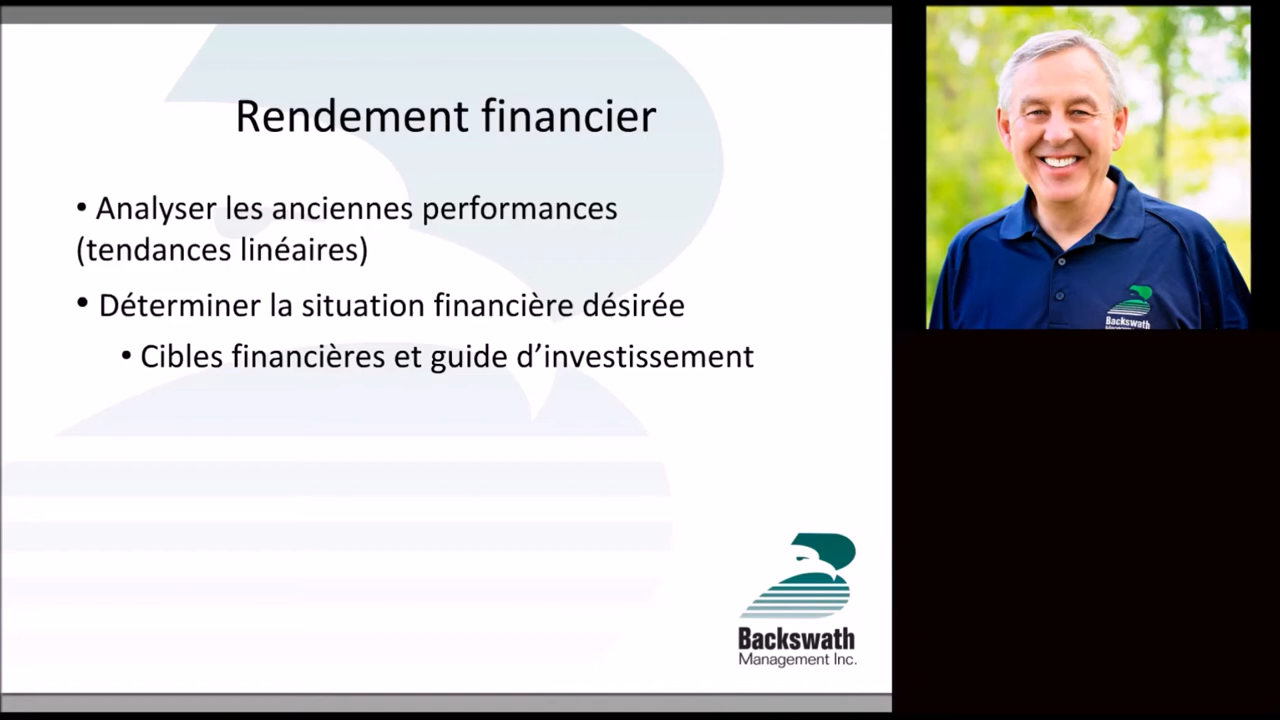 Rendement financier
• Analyser les anciennes performances
(tendances linéaires)
• Déterminer la situation financière désirée
• Cibles financières et guide d’investissement
Backswath
Management Inc.
Backswath